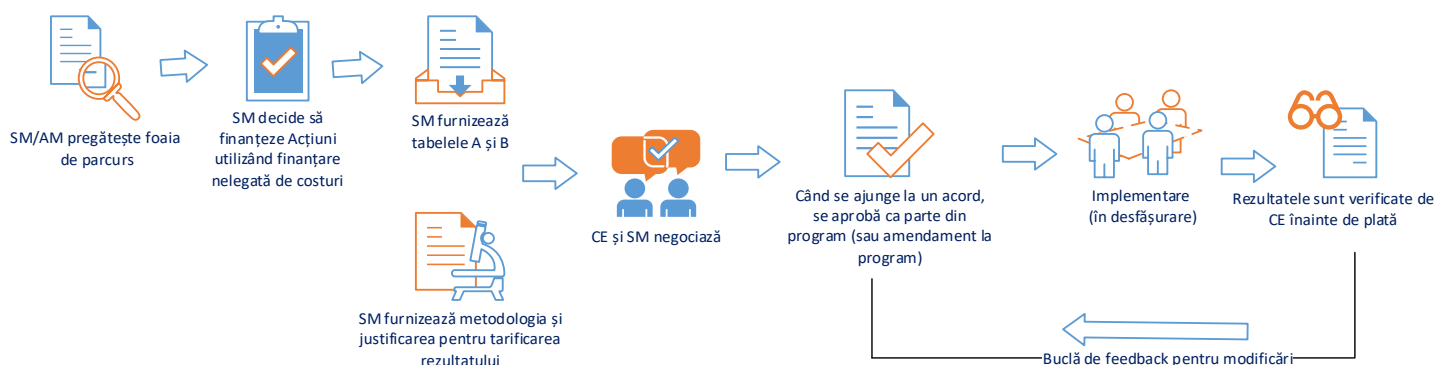 SM/AM pregătește foaia
de parcurs
SM decide să
finanțeze Acțiuni
utilizând finanțare
nelegată de costuri
SM furnizează
tabelele A și B
SM furnizează metodologia și
justificarea pentru tarificarea
rezultatului
CE și SM negociază
Când se ajunge la un acord,
se aprobă ca parte din
program (sau amendament la
program)
Implementare
(în desfășurare)
Rezultatele sunt verificate de
CE înainte de plată
Buclă de feedback pentru modificări